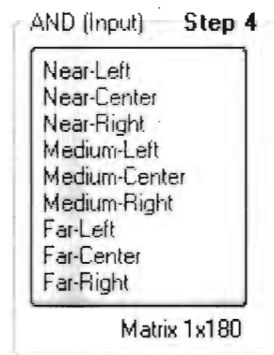 AND (Input) Step 4
Near-Left
Near-Center
Near-Right
Medium-Left
Medium-Center
Medium-Right
Far-Left
Far-Center
Far-Right
Matrix 1x180